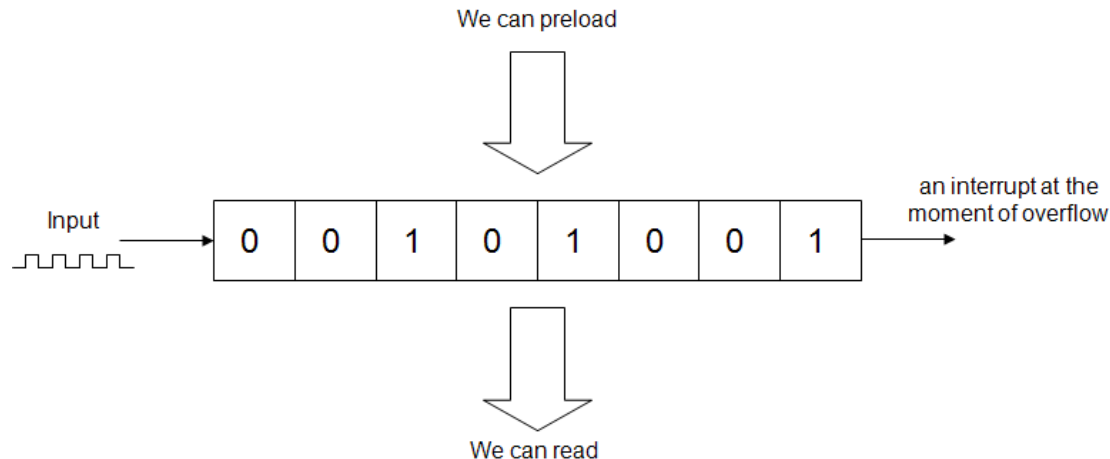 We can preload
Input
0 0 1 0 1 0 0 1
an interrupt at the
moment of overflow
We can read